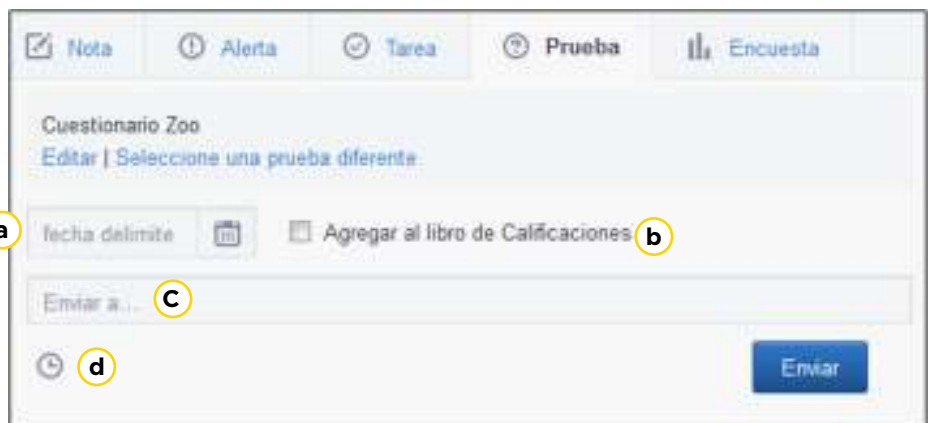 Nota Alerta Tarea Prueba Encuesta
Cuestionario Zoo
Editar | Seleccione una prueba diferente
a fecha delimite Agregar al libro de Calificaciones b
Enviar a... C
d Enviar